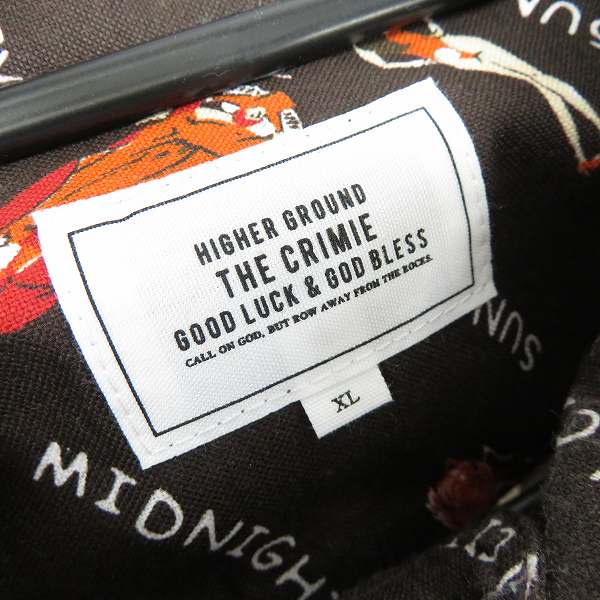 HIGHER GROUND
THE CRIMIE
GOOD LUCK & GOD BLESS
CALL ON GOD, BUT ROW AWAY FROM THE ROCKS.
XL
MIDNIGH
SUN
SUN